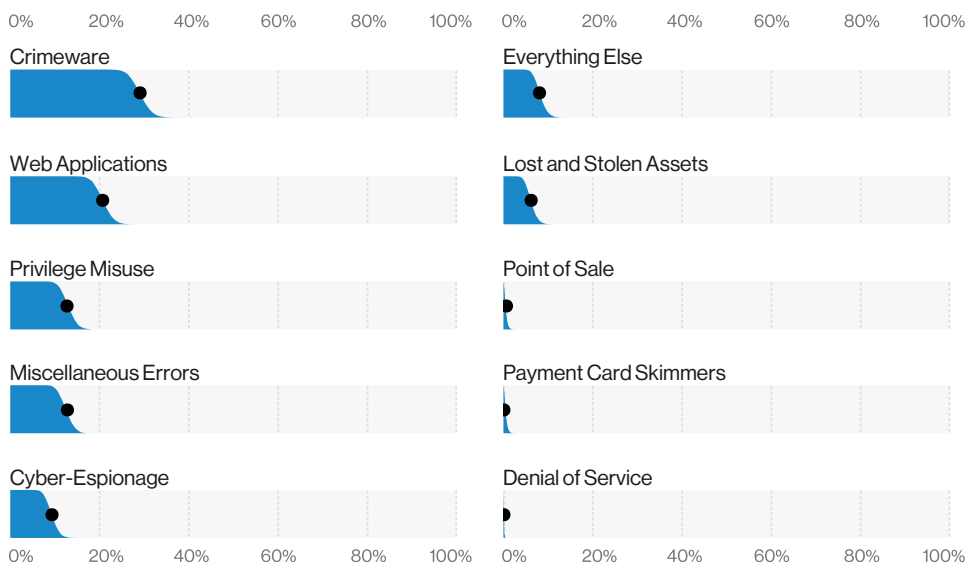 0% 20% 40% 60% 80% 100%
Crimeware
Web Applications
Privilege Misuse
Miscellaneous Errors
Cyber-Espionage
0% 20% 40% 60% 80% 100%
0% 20% 40% 60% 80% 100%
Everything Else
Lost and Stolen Assets
Point of Sale
Payment Card Skimmers
Denial of Service
0% 20% 40% 60% 80% 100%